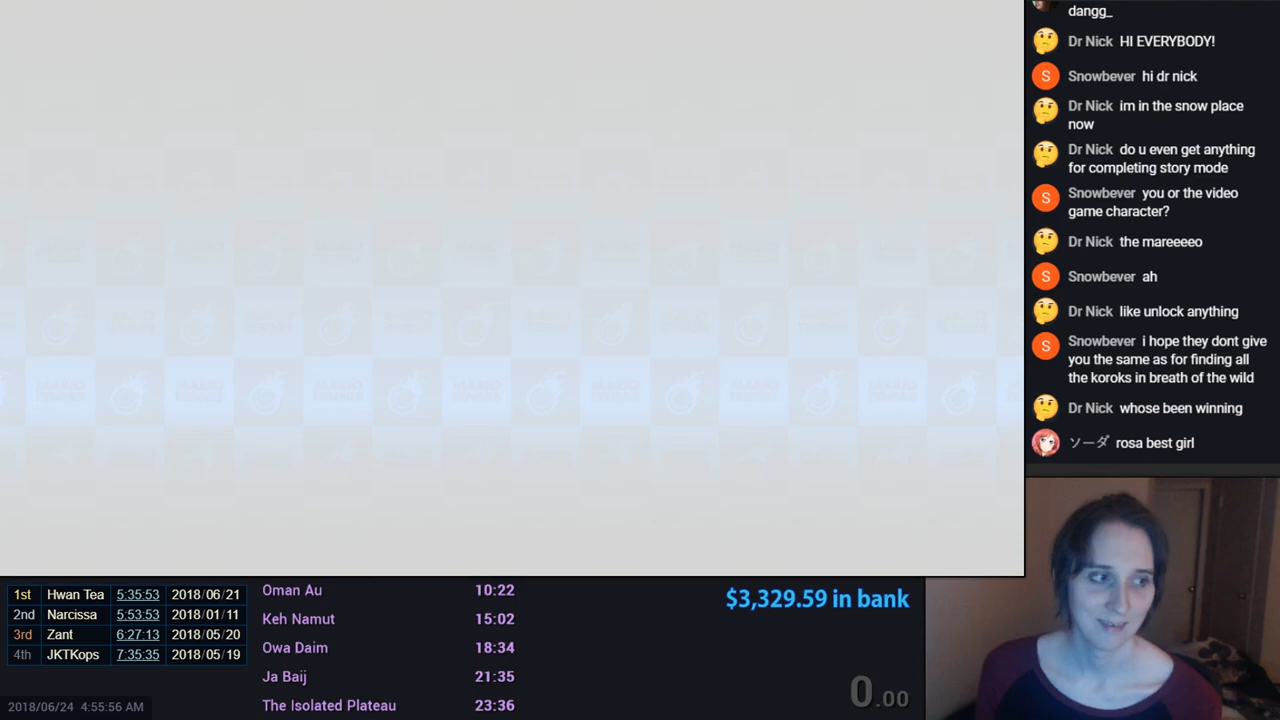 dangg_
Dr Nick HI EVERYBODY!
S Snowbever hi dr nick
Dr Nick im in the snow place
now
Dr Nick do u even get anything
for completing story mode
S Snowbever you or the video
game character?
Dr Nick the mareeeeo
S Snowbever ah
Dr Nick like unlock anything
S Snowbever i hope they dont give
you the same as for finding all
the koroks in breath of the wild
Dr Nick whose been winning
ソーダ rosa best girl
1st Hwan Tea 5:35:53 2018/06/21
2nd Narcissa 5:53:53 2018/01/11
3rd Zant 6:27:13 2018/05/20
4th JKTKops 7:35:35 2018/05/19
2018/06/24 4:55:56 AM
Oman Au 10:22
Keh Namut 15:02
Owa Daim 18:34
Ja Baij 21:35
The Isolated Plateau 23:36
$3,329.59 in bank
0.00